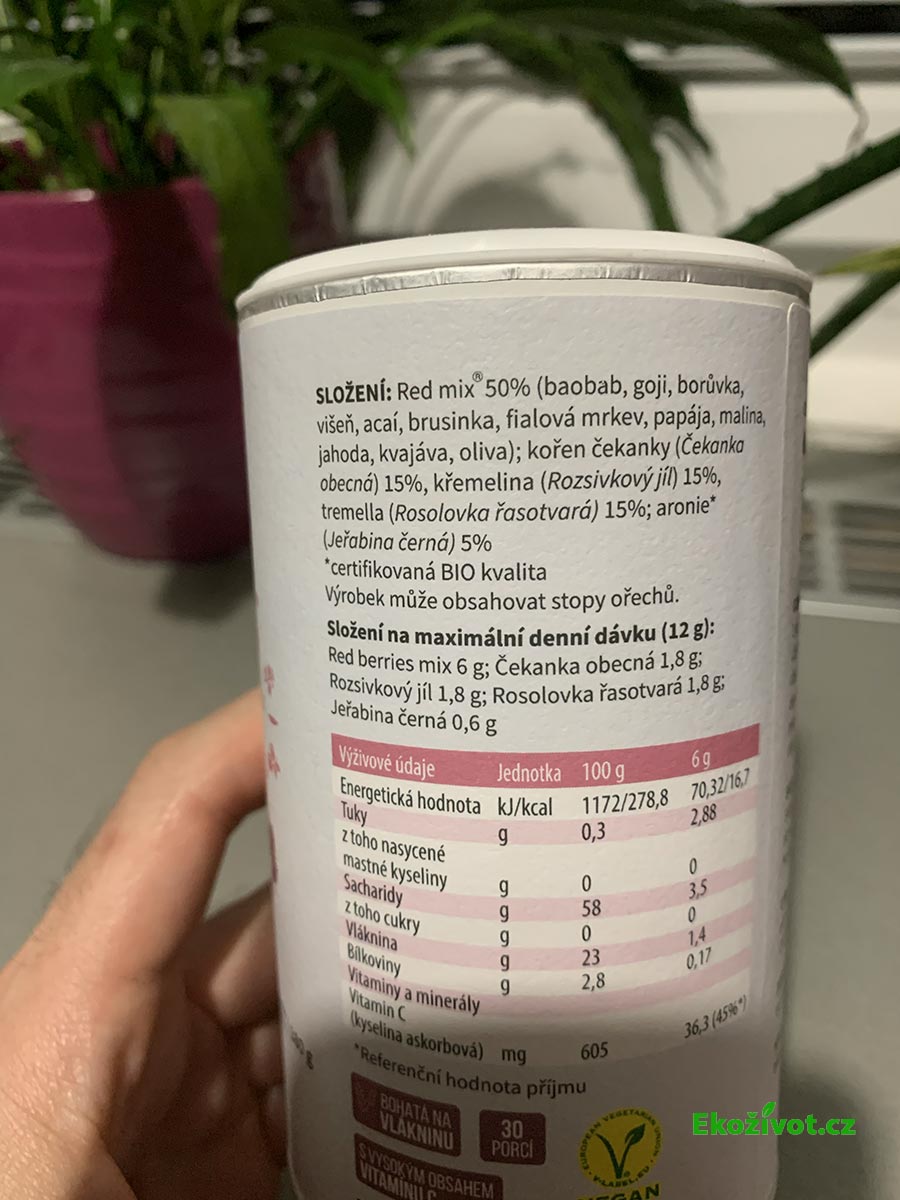 SLOŽENÍ: Red mix® 50% (baobab, goji, borůvka,
višeň, acaí, brusinka, fialová mrkev, papája, malina,
jahoda, kvajáva, oliva); kořen čekanky (Čekanka
obecná) 15%, křemelina (Rozsivkový jíl) 15%,
tremella (Rosolovka řasotvará) 15%; aronie*
(Jeřabina černá) 5%
*certifikovaná BIO kvalita
Výrobek může obsahovat stopy ořechů.
Složení na maximální denní dávku (12 g):
Red berries mix 6 g; Čekanka obecná 1,8 g;
Rozsivkový jíl 1,8 g; Rosolovka řasotvará 1,8 g;
Jeřabina černá 0,6 g
Výživové údaje Jednotka 100 g 6 g
Energetická hodnota kJ/kcal 1172/278,8 70,32/16,7
Tuky g 0,3 2,88
z toho nasycené
mastné kyseliny g 0 0
Sacharidy g 58 3,5
z toho cukry g 0 0
Vláknina g 23 1,4
Bílkoviny g 2,8 0,17
Vitaminy a minerály
Vitamin C
(kyselina askorbová) mg 605 36,3 (45%*)
*Referenční hodnota příjmu
BOHATÁ NA
VLÁKNINU
30
PORCÍ
S VYSOKÝM OBSAHEM
VITAMÍNU C
EUROPEAN VEGETARIAN
V-LABEL.EU
VEGAN
Ekoživot.cz